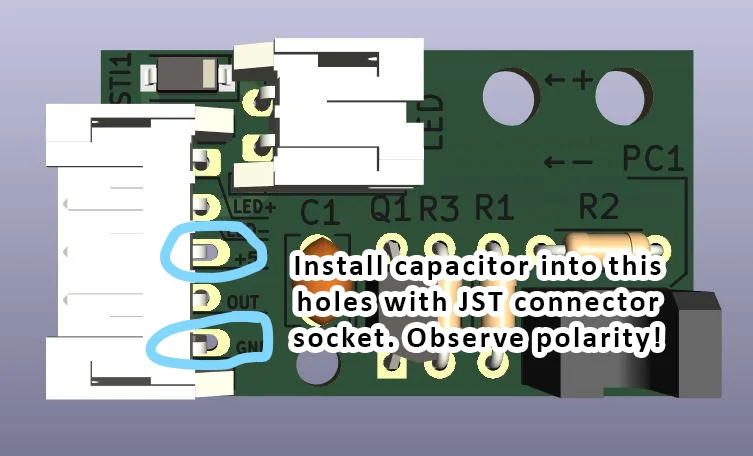 STI1
LED
←+
←−
PC1
LED+
C1
Q1
R3
R1
R2
+5
OUT
GND
Install capacitor into this
holes with JST connector
socket. Observe polarity!